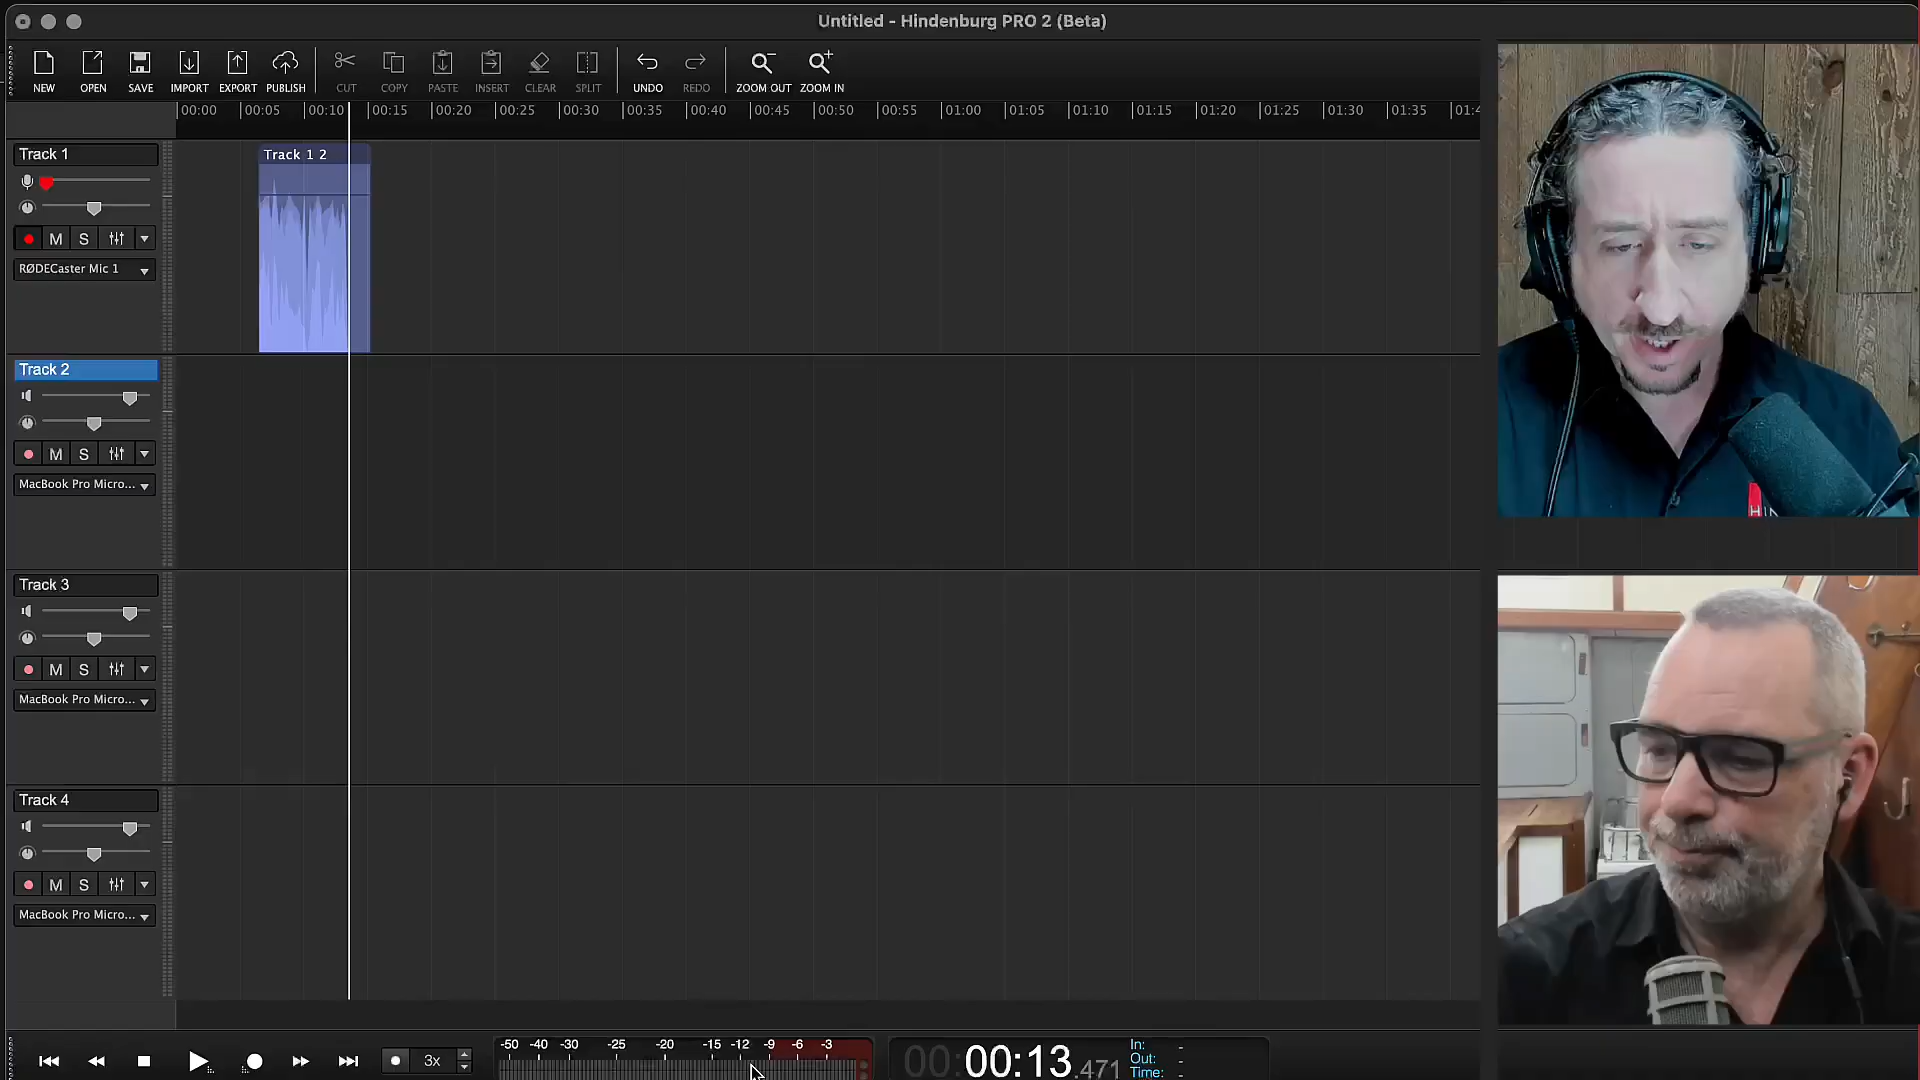 Untitled - Hindenburg PRO 2 (Beta)
NEW OPEN SAVE IMPORT EXPORT PUBLISH CUT COPY PASTE INSERT CLEAR SPLIT UNDO REDO ZOOM OUT ZOOM IN
00:00 00:05 00:10 00:15 00:20 00:25 00:30 00:35 00:40 00:45 00:50 00:55 01:00 01:05 01:10 01:15 01:20 01:25 01:30 01:35 01:4
Track 1
Track 1 2
M S
RØDECaster Mic 1
Track 2
M S
MacBook Pro Micro...
Track 3
M S
MacBook Pro Micro...
Track 4
M S
MacBook Pro Micro...
3x
-50 -40 -30 -25 -20 -15 -12 -9 -6 -3
00:00:13.471
In: -
Out: -
Time: -